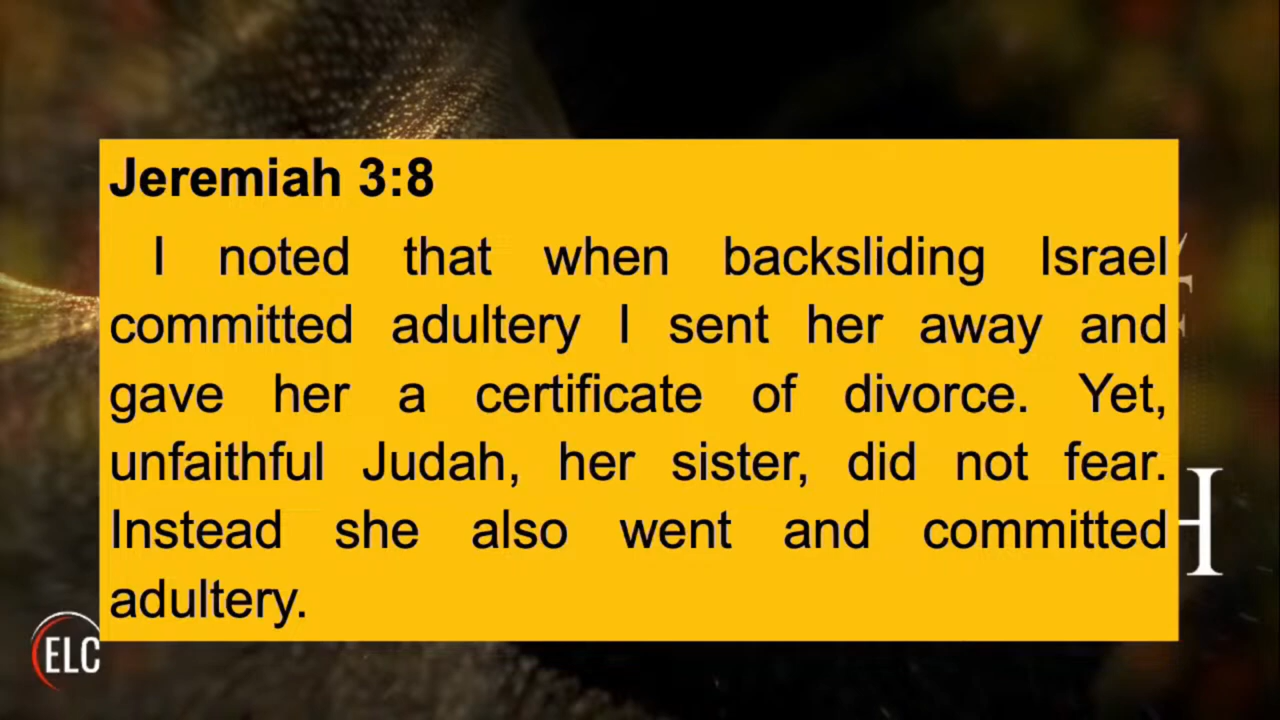 Jeremiah 3:8
I noted that when backsliding Israel
committed adultery I sent her away and
gave her a certificate of divorce. Yet,
unfaithful Judah, her sister, did not fear.
Instead she also went and committed
adultery.
H
ELC